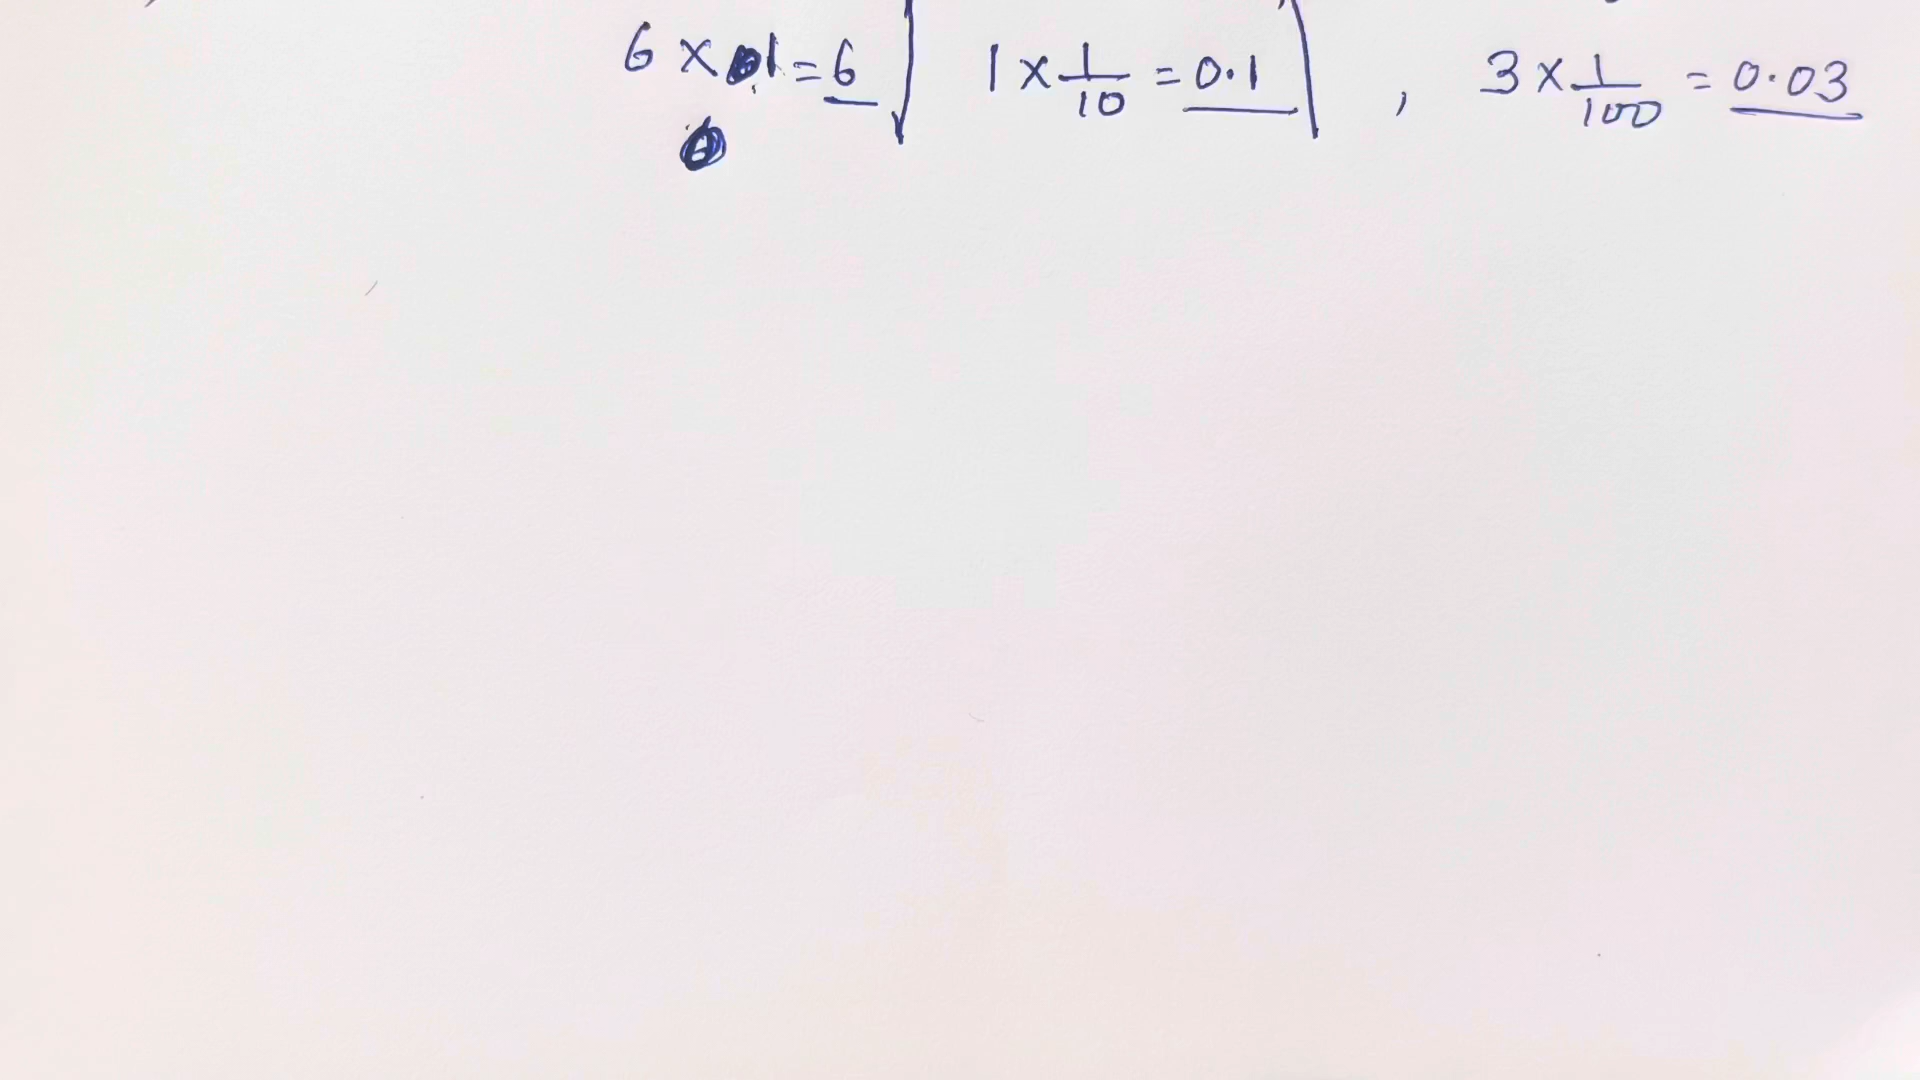 6 × 1 = 6 | 1 × 1/10 = 0.1 | , 3 × 1/100 = 0.03